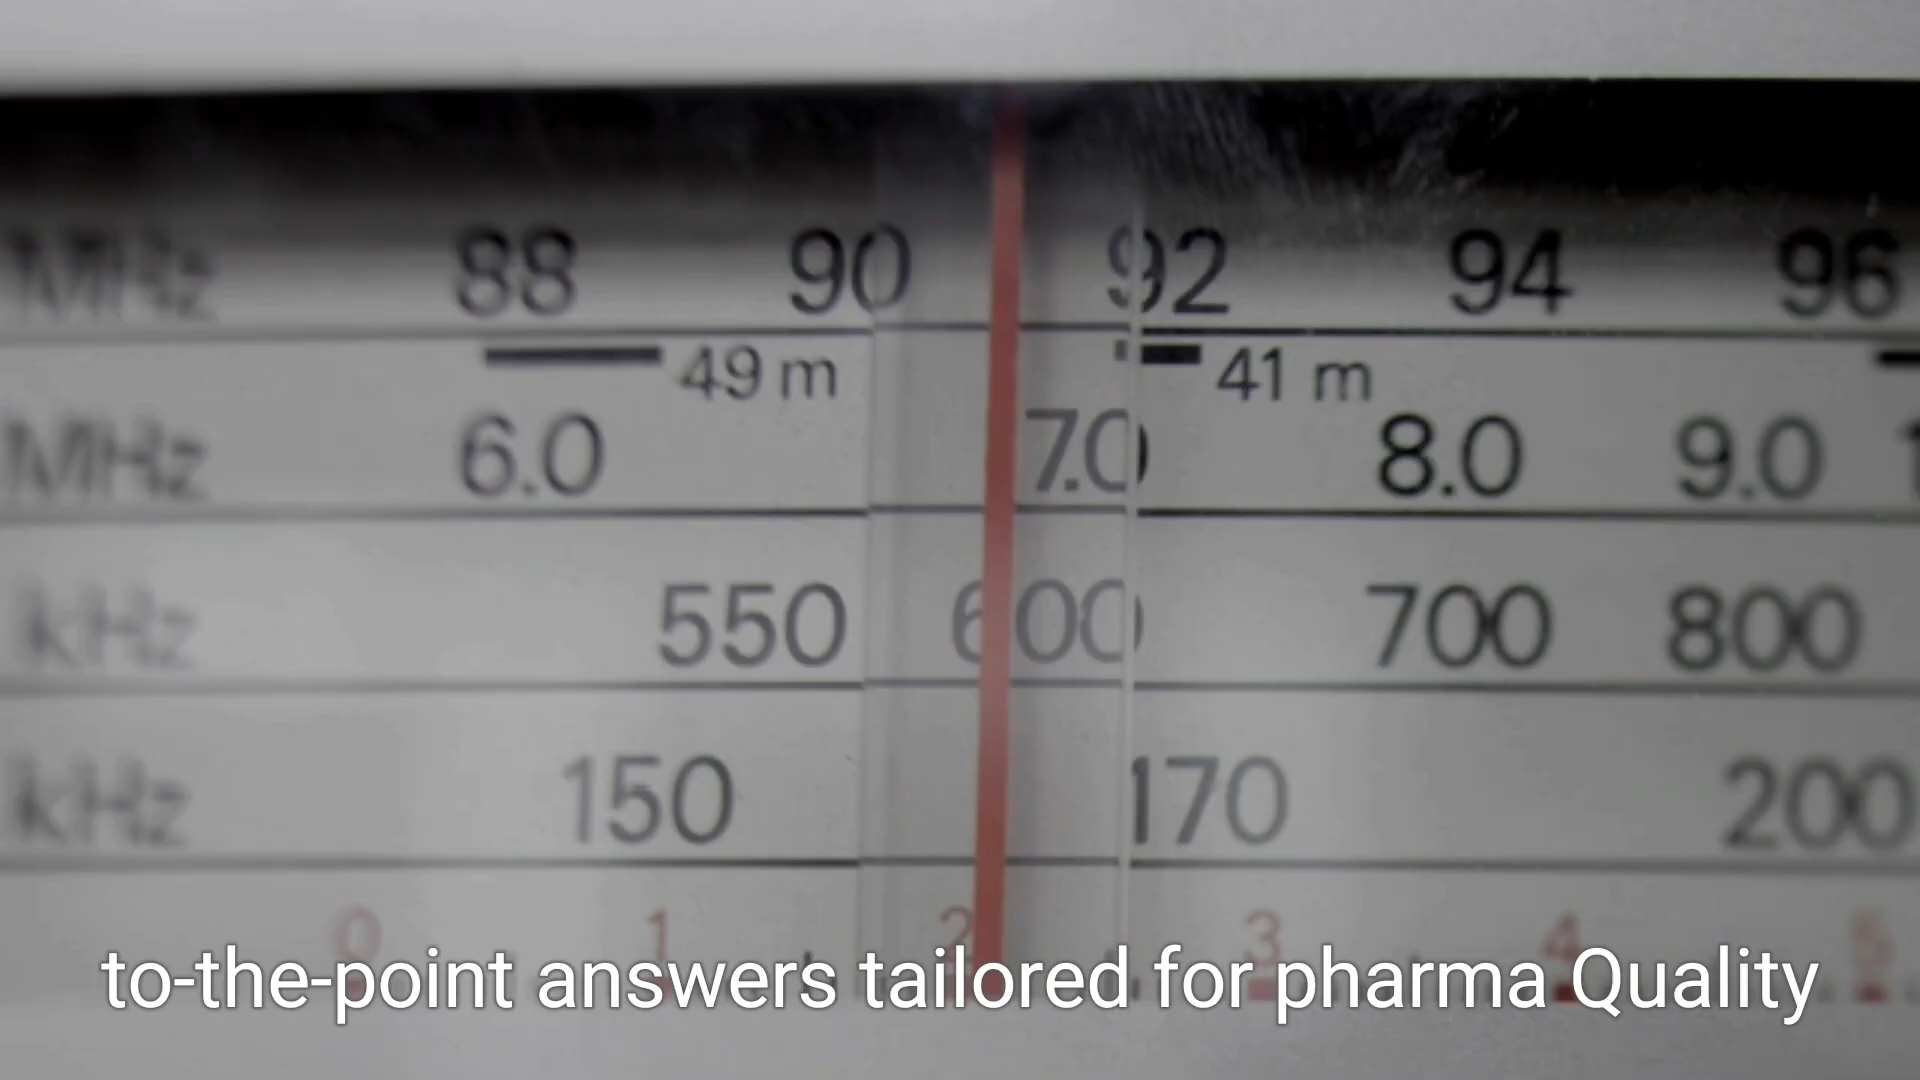 MHz 88 90 92 94 96
49 m 41 m
MHz 6.0 7.0 8.0 9.0
kHz 550 600 700 800
kHz 150 170 200
0 1 2 3 4 5
to-the-point answers tailored for pharma Quality